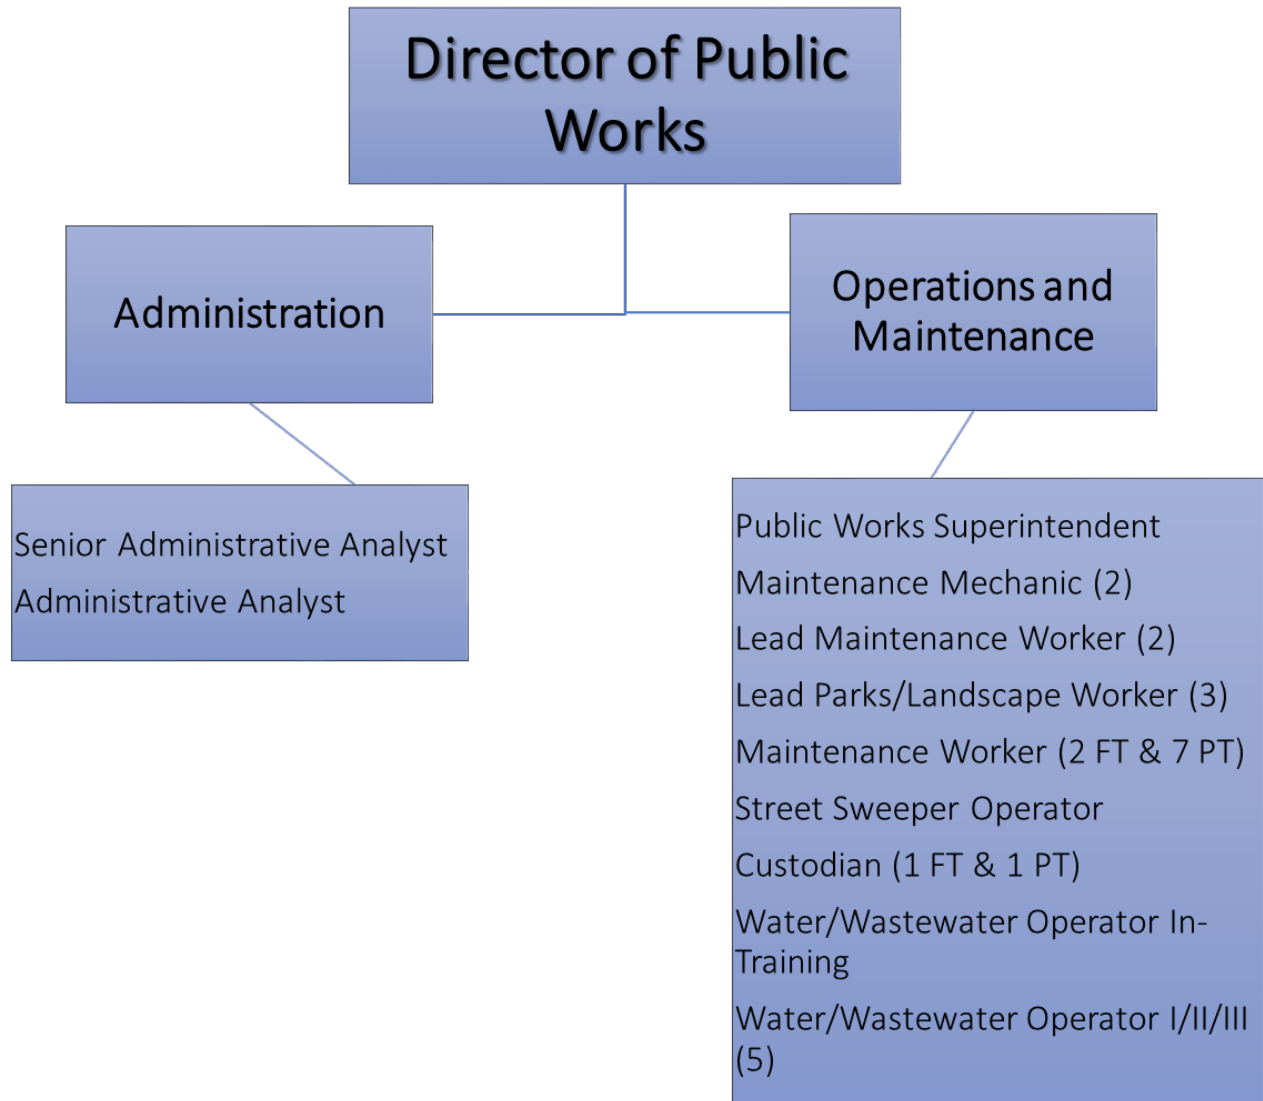 Director of Public
Works
Administration
Operations and
Maintenance
Senior Administrative Analyst
Administrative Analyst
Public Works Superintendent
Maintenance Mechanic (2)
Lead Maintenance Worker (2)
Lead Parks/Landscape Worker (3)
Maintenance Worker (2 FT & 7 PT)
Street Sweeper Operator
Custodian (1 FT & 1 PT)
Water/Wastewater Operator In-
Training
Water/Wastewater Operator I/II/III
(5)